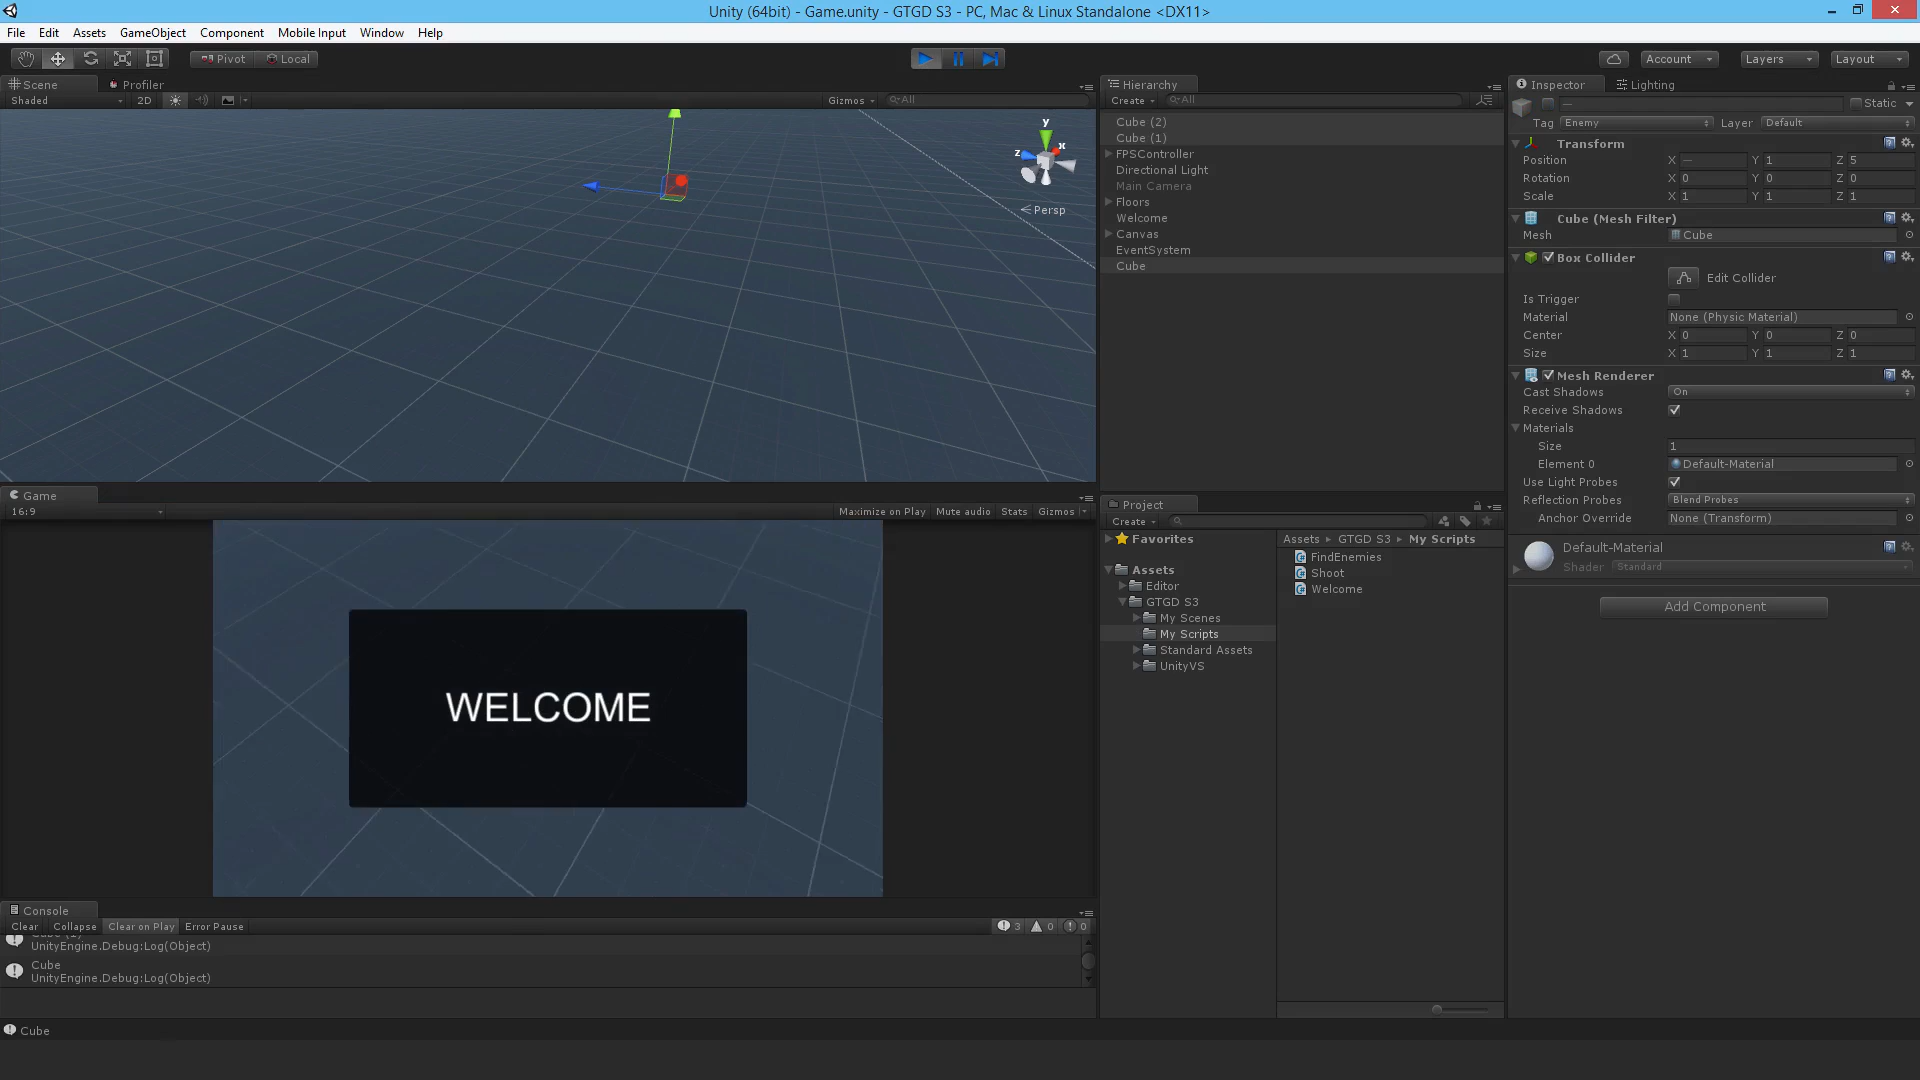 Unity (64bit) - Game.unity - GTGD S3 - PC, Mac & Linux Standalone <DX11>
File Edit Assets GameObject Component Mobile Input Window Help
Pivot Local Account Layers Layout
Scene Profiler
Shaded 2D Gizmos All
y
x
z
Persp
Game
16:9 Maximize on Play Mute audio Stats Gizmos
WELCOME
Console
Clear Collapse Clear on Play Error Pause 3 0 0
Cube (1)
UnityEngine.Debug:Log(Object)
Cube
UnityEngine.Debug:Log(Object)
Cube
Hierarchy
Create All
Cube (2)
Cube (1)
FPSController
Directional Light
Main Camera
Floors
Welcome
Canvas
EventSystem
Cube
Project
Create
Favorites
Assets
Editor
GTGD S3
My Scenes
My Scripts
Standard Assets
UnityVS
Assets GTGD S3 My Scripts
FindEnemies
Shoot
Welcome
Inspector Lighting
— Static
Tag Enemy Layer Default
Transform
Position X — Y 1 Z 5
Rotation X 0 Y 0 Z 0
Scale X 1 Y 1 Z 1
Cube (Mesh Filter)
Mesh Cube
Box Collider
Edit Collider
Is Trigger
Material None (Physic Material)
Center X 0 Y 0 Z 0
Size X 1 Y 1 Z 1
Mesh Renderer
Cast Shadows On
Receive Shadows
Materials
Size 1
Element 0 Default-Material
Use Light Probes
Reflection Probes Blend Probes
Anchor Override None (Transform)
Default-Material
Shader Standard
Add Component